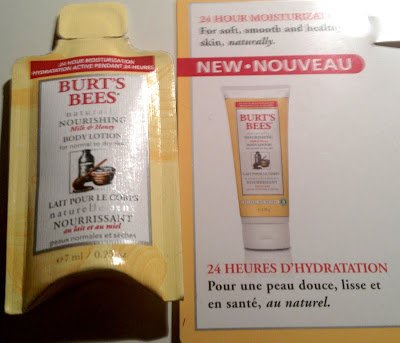 24 HOUR MOISTURIZATION
HYDRATATION ACTIVE PENDANT 24 HEURES
BURT'S
BEES
NOURISHING
Milk & Honey
BODY LOTION
for normal to dry skin
LAIT POUR LE CORPS
NOURRISSANT
au lait et au miel
peaux normales et sèches
e 7 ml /
24 HOUR MOISTURIZATION
For soft, smooth and healthy
skin, naturally.
NEW • NOUVEAU
BURT'S
BEES
NOURISHING
24 HEURES D'HYDRATATION
Pour une peau douce, lisse et
en santé, au naturel.